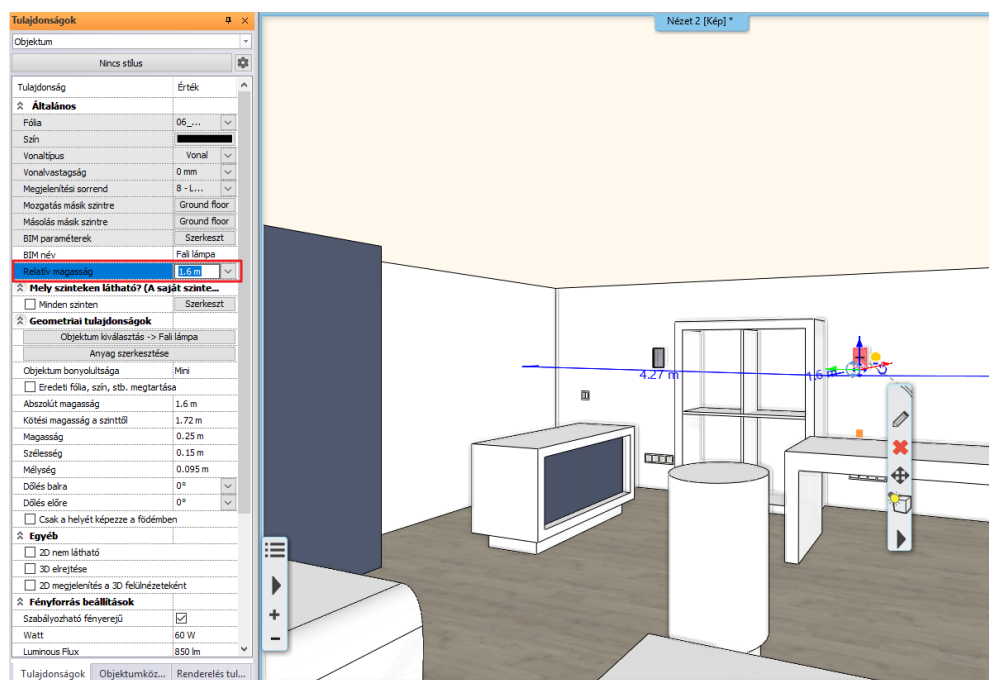 Tulajdonságok
Objektum
Nincs stílus
Tulajdonság Érték
Általános
Fólia 06_...
Szín
Vonaltípus Vonal
Vonalvastagság 0 mm
Megjelenítési sorrend 8 - L...
Mozgatás másik szintre Ground floor
Másolás másik szintre Ground floor
BIM paraméterek Szerkeszt
BIM név Fali lámpa
Relatív magasság 1.6 m
Mely szinteken látható? (A saját szinte...
Minden szinten Szerkeszt
Geometriai tulajdonságok
Objektum kiválasztás -> Fali lámpa
Anyag szerkesztése
Objektum bonyolultsága Mini
Eredeti fólia, szín, stb. megtartása
Abszolút magasság 1.6 m
Kötési magasság a szinttől 1.72 m
Magasság 0.25 m
Szélesség 0.15 m
Mélység 0.095 m
Dőlés balra 0°
Dőlés előre 0°
Csak a helyét képezze a födémben
Egyéb
2D nem látható
3D elrejtése
2D megjelenítés a 3D felülnézeteként
Fényforrás beállítások
Szabályozható fényerejű
Watt 60 W
Luminous Flux 850 lm
Tulajdonságok Objektumköz... Renderelés tul...
Nézet 2 [Kép] *
4.27 m
1.6 m